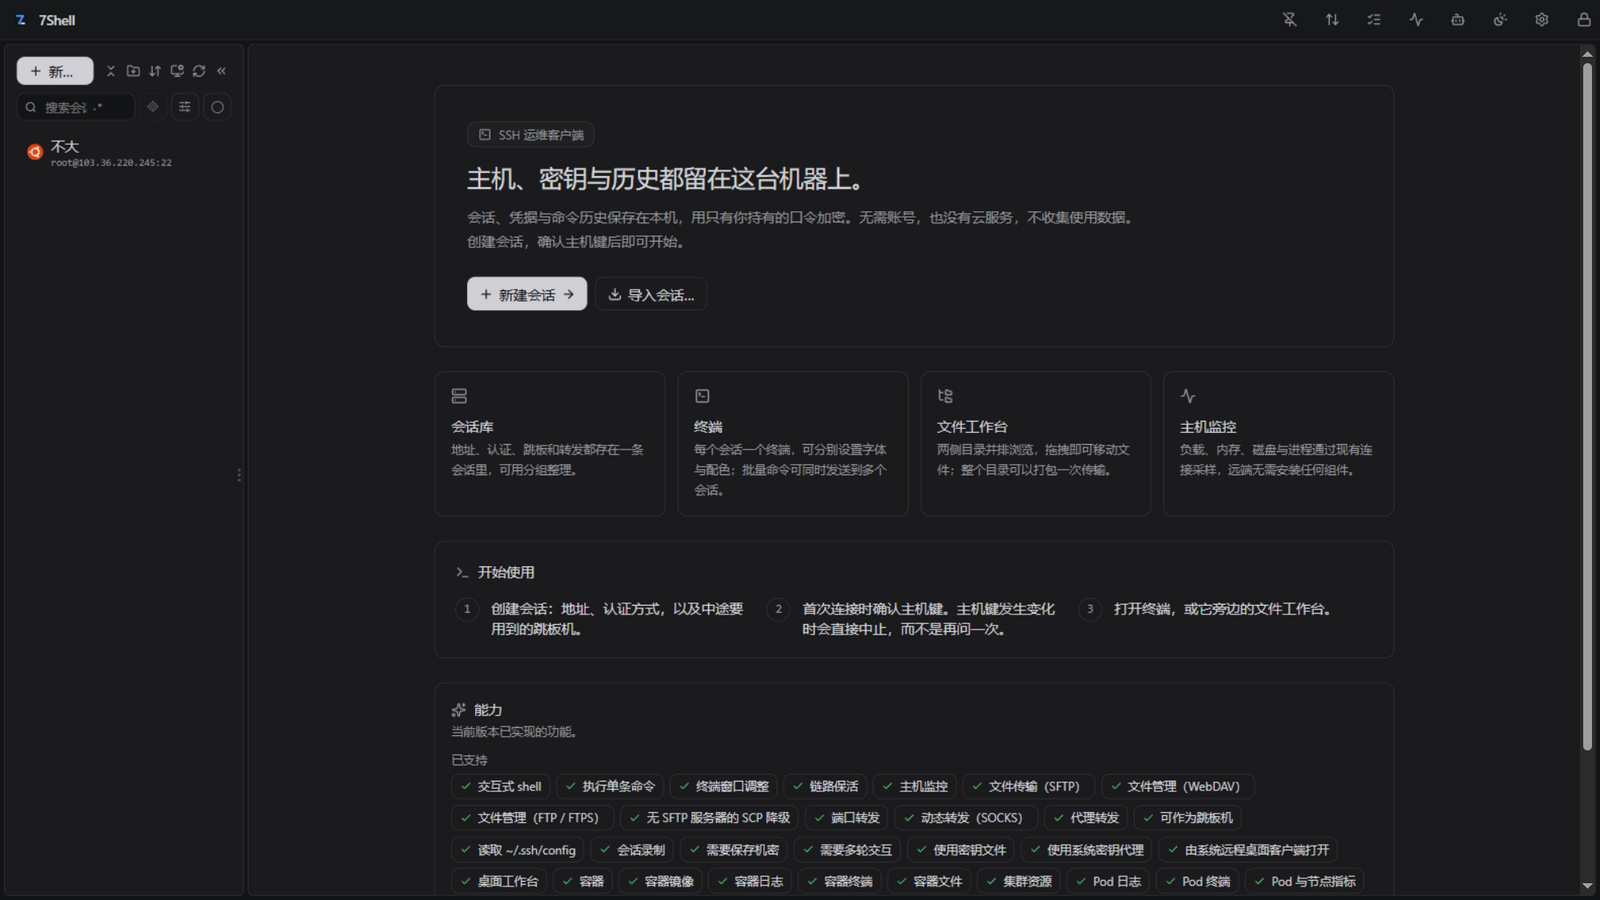 7Shell
新...
搜索会话 .*
不大
root@103.36.220.245:22
SSH 运维客户端
主机、密钥与历史都留在这台机器上。
会话、凭据与命令历史保存在本机，用只有你持有的口令加密。无需账号，也没有云服务，不收集使用数据。
创建会话，确认主机键后即可开始。
新建会话
导入会话...
会话库
地址、认证、跳板和转发都存在一条
会话里，可用分组整理。
终端
每个会话一个终端，可分别设置字体
与配色；批量命令可同时发送到多个
会话。
文件工作台
两侧目录并排浏览，拖拽即可移动文
件；整个目录可以打包一次传输。
主机监控
负载、内存、磁盘与进程通过现有连
接采样，远端无需安装任何组件。
开始使用
1 创建会话：地址、认证方式，以及中途要
用到的跳板机。
2 首次连接时确认主机键。主机键发生变化
时会直接中止，而不是再问一次。
3 打开终端，或它旁边的文件工作台。
能力
当前版本已实现的功能。
已支持
交互式 shell 执行单条命令 终端窗口调整 链路保活 主机监控 文件传输（SFTP） 文件管理（WebDAV）
文件管理（FTP / FTPS） 无 SFTP 服务器的 SCP 降级 端口转发 动态转发（SOCKS） 代理转发 可作为跳板机
读取 ~/.ssh/config 会话录制 需要保存机密 需要多轮交互 使用密钥文件 使用系统密钥代理 由系统远程桌面客户端打开
桌面工作台 容器 容器镜像 容器日志 容器终端 容器文件 集群资源 Pod 日志 Pod 终端 Pod 与节点指标